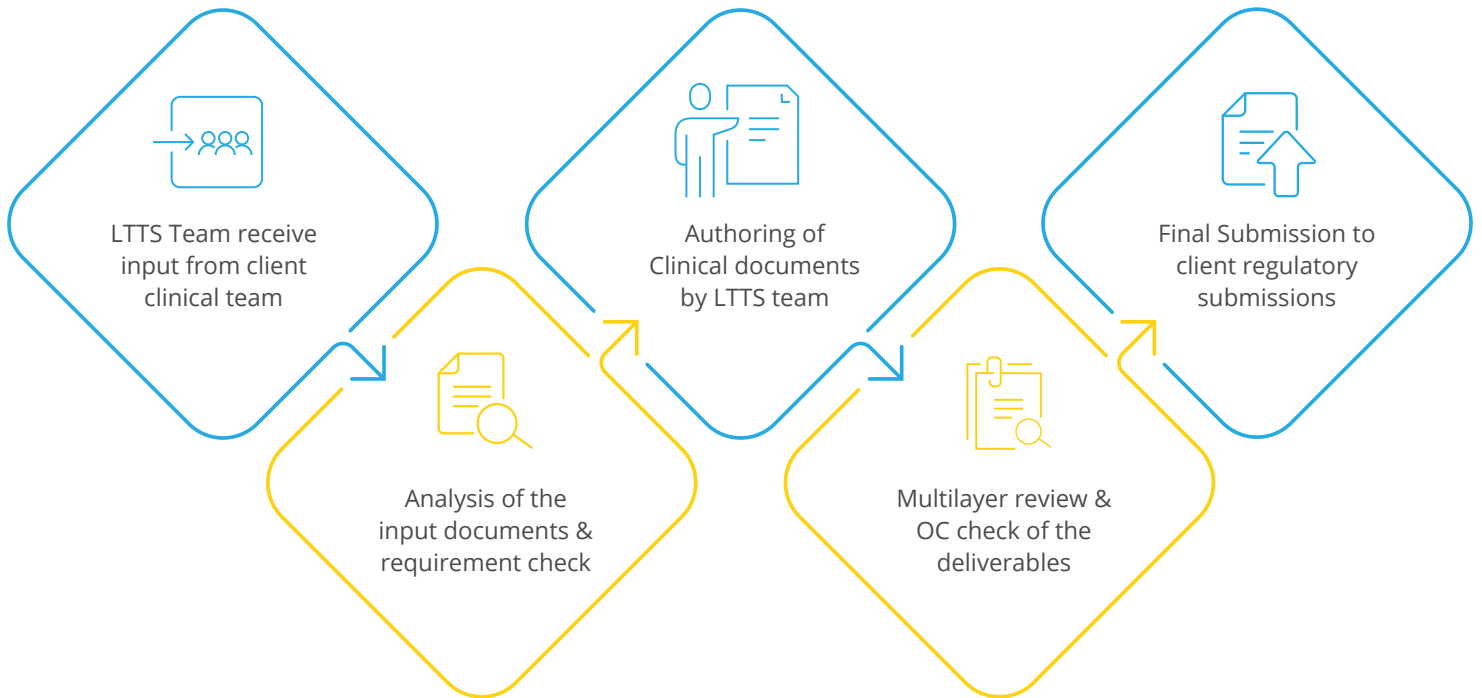 LTTS Team receive
input from client
clinical team
Analysis of the
input documents &
requirement check
Authoring of
Clinical documents
by LTTS team
Multilayer review &
OC check of the
deliverables
Final Submission to
client regulatory
submissions